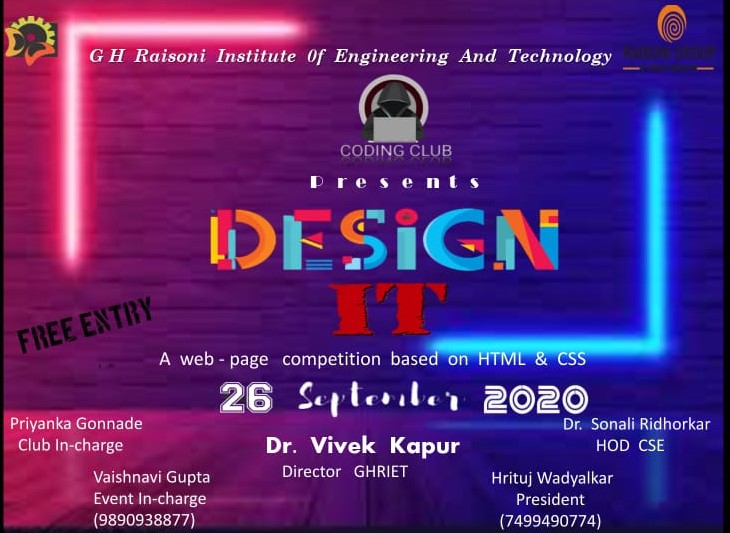 G H Raisoni Institute 0f Engineering And Technology
RAISONI GROUP
CODING CLUB
Presents
DESiGN
IT
FREE ENTRY
A web - page competition based on HTML & CSS
26 September 2020
Priyanka Gonnade
Club In-charge
Dr. Sonali Ridhorkar
HOD CSE
Dr. Vivek Kapur
Director GHRIET
Vaishnavi Gupta
Event In-charge
(9890938877)
Hrituj Wadyalkar
President
(7499490774)